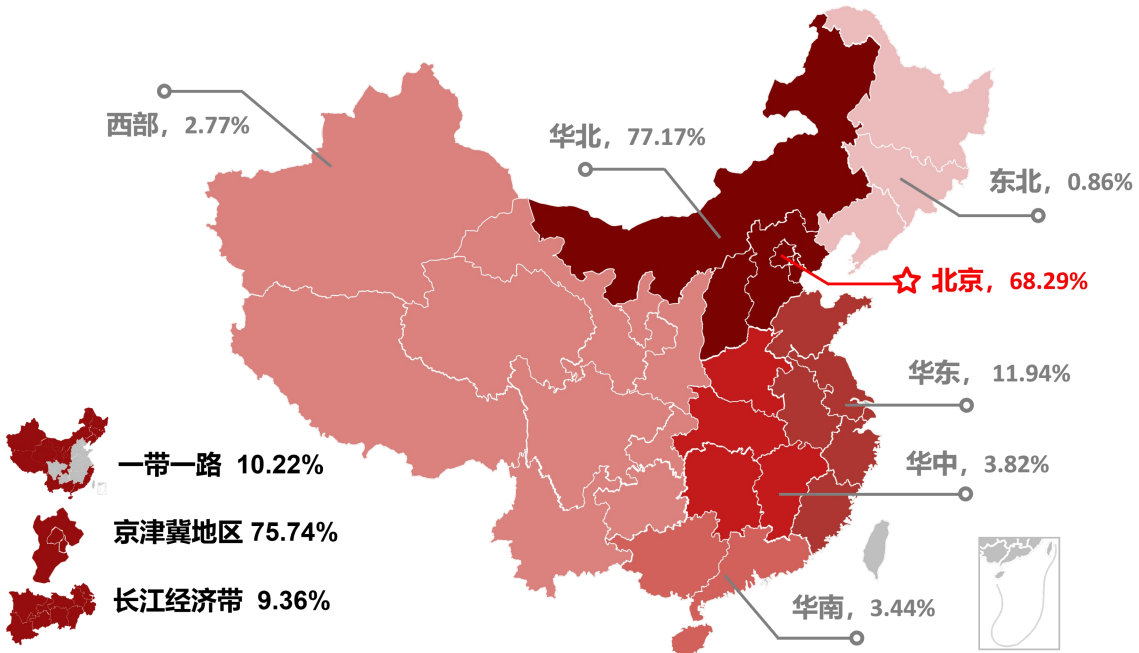 西部，2.77%
华北，77.17%
东北，0.86%
北京，68.29%
华东，11.94%
华中，3.82%
华南，3.44%
一带一路 10.22%
京津冀地区 75.74%
长江经济带 9.36%